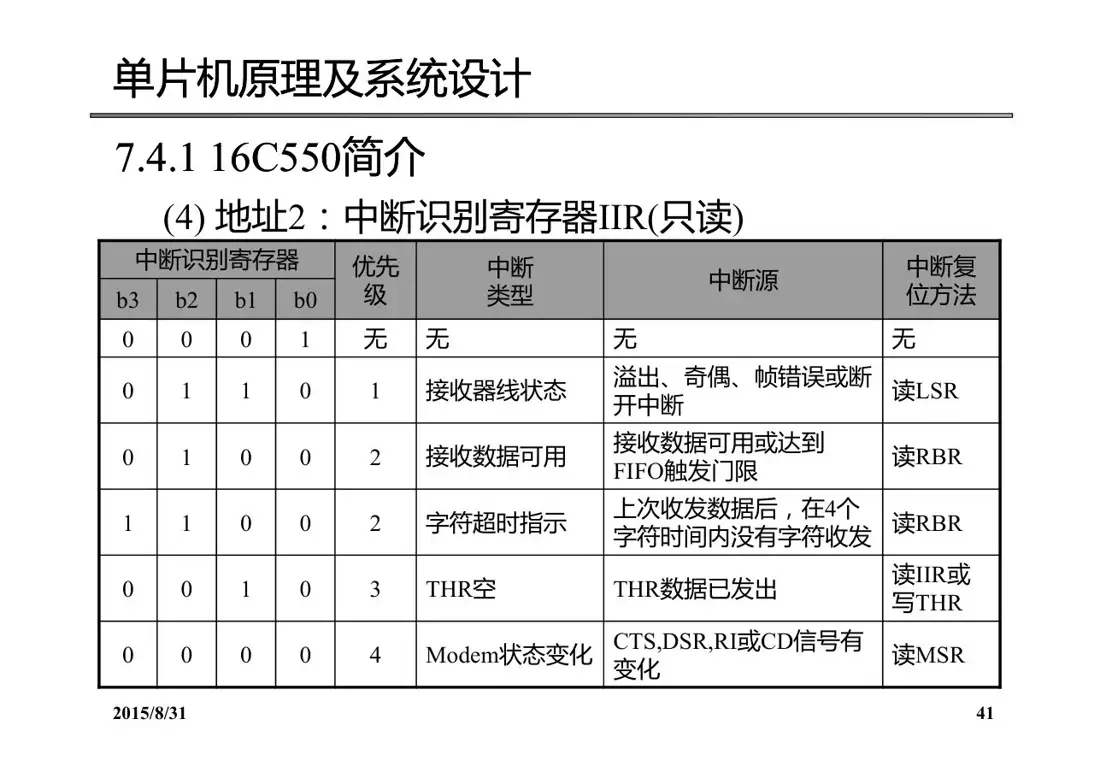 单片机原理及系统设计
7.4.1 16C550简介
(4) 地址2：中断识别寄存器IIR(只读)
中断识别寄存器 优先级 中断类型 中断源 中断复位方法
b3 b2 b1 b0
0 0 0 1 无 无 无 无
0 1 1 0 1 接收器线状态 溢出、奇偶、帧错误或断开中断 读LSR
0 1 0 0 2 接收数据可用 接收数据可用或达到FIFO触发门限 读RBR
1 1 0 0 2 字符超时指示 上次收发数据后，在4个字符时间内没有字符收发 读RBR
0 0 1 0 3 THR空 THR数据已发出 读IIR或写THR
0 0 0 0 4 Modem状态变化 CTS,DSR,RI或CD信号有变化 读MSR
2015/8/31 41